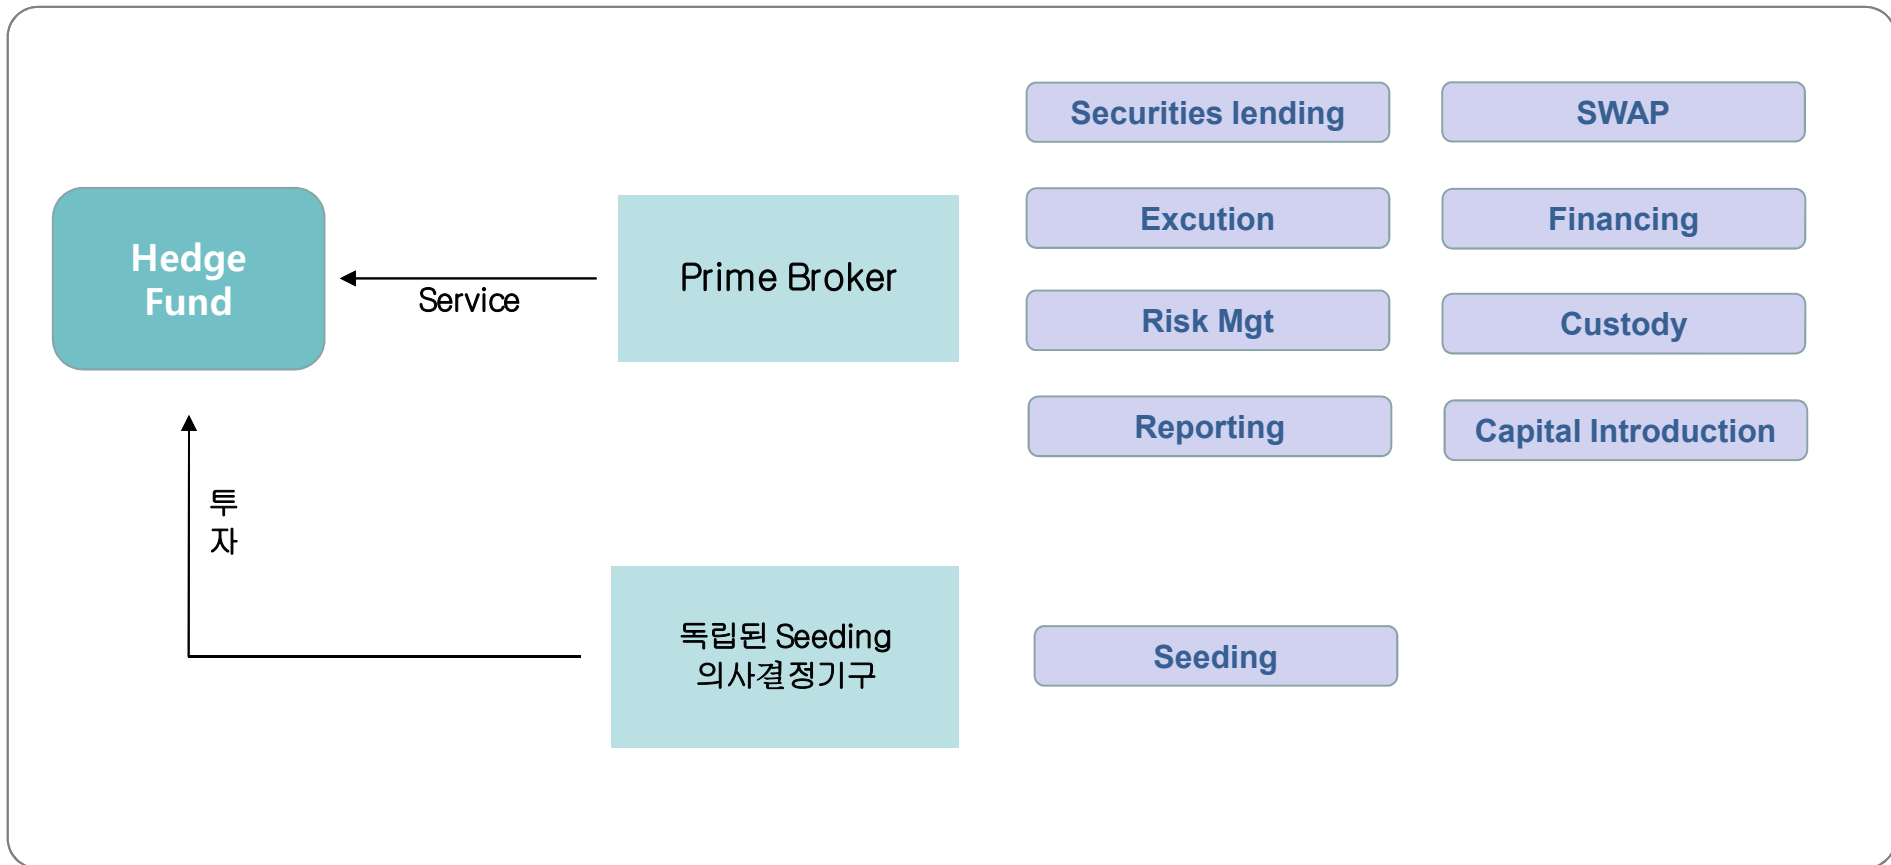 Securities lending
SWAP
Hedge
Fund
Service
Prime Broker
Excution
Financing
Risk Mgt
Custody
Reporting
Capital Introduction
투
자
독립된 Seeding
의사결정기구
Seeding